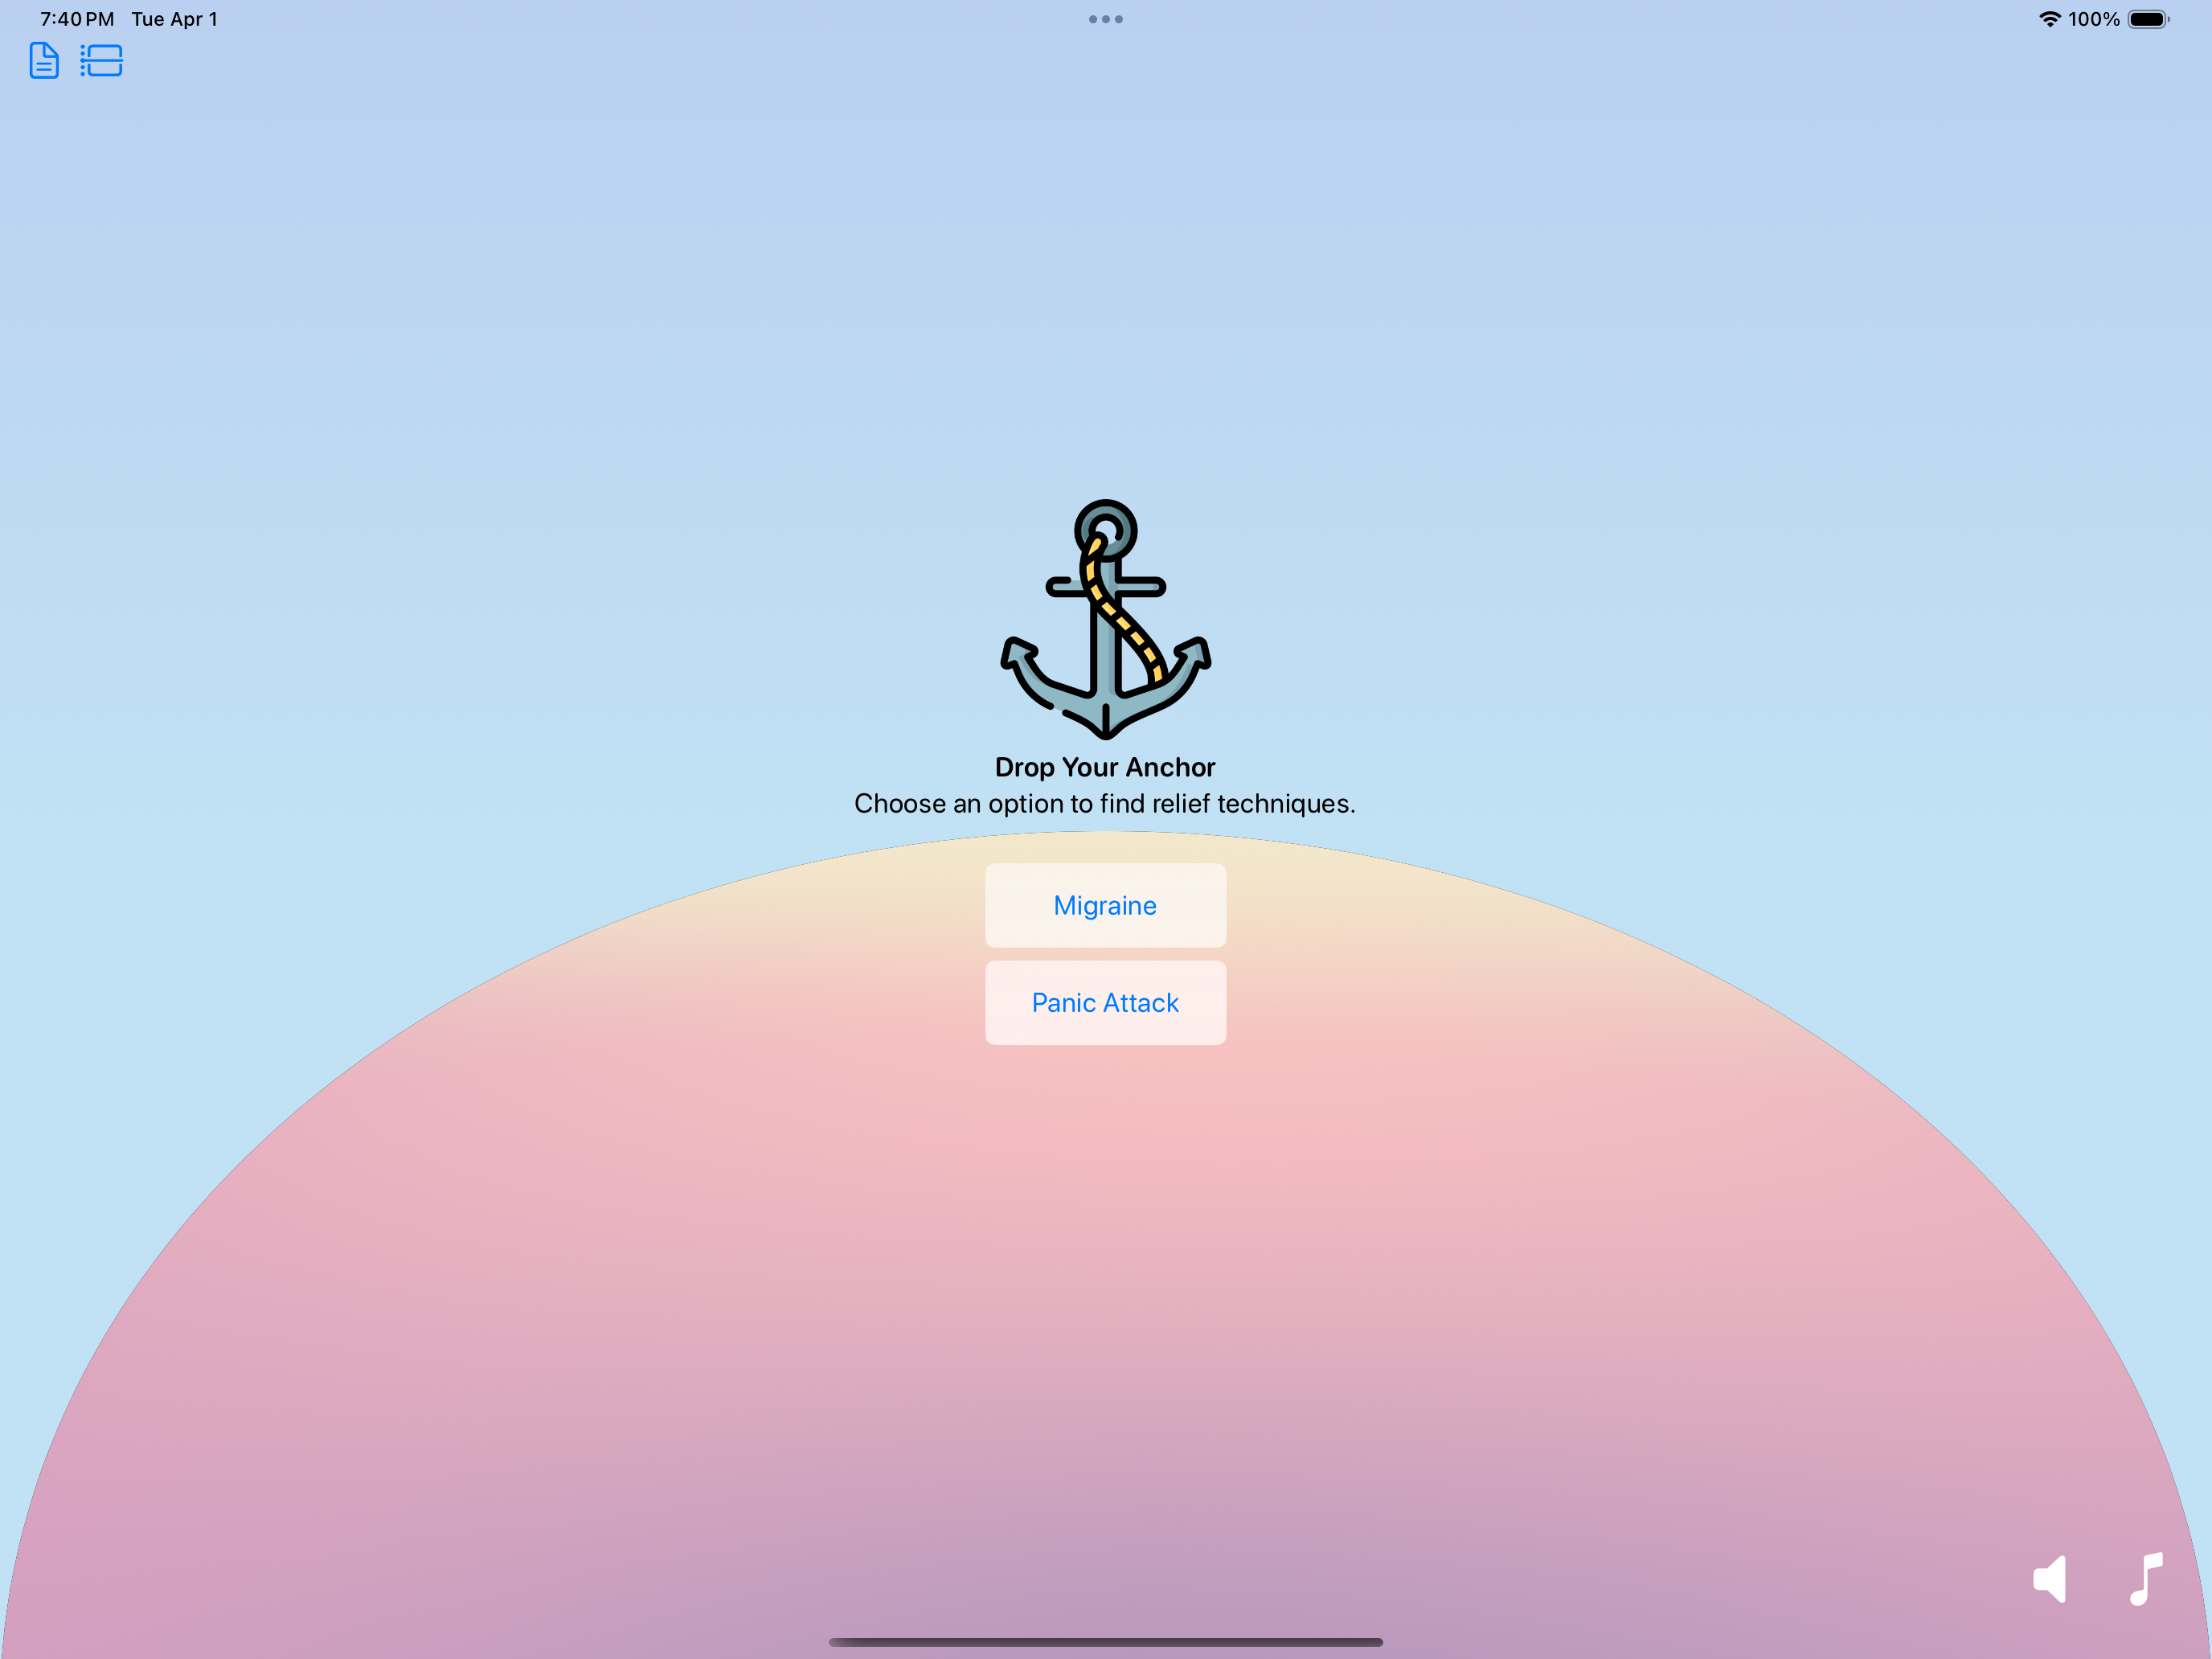 7:40 PM Tue Apr 1
100%
Drop Your Anchor
Choose an option to find relief techniques.
Migraine
Panic Attack